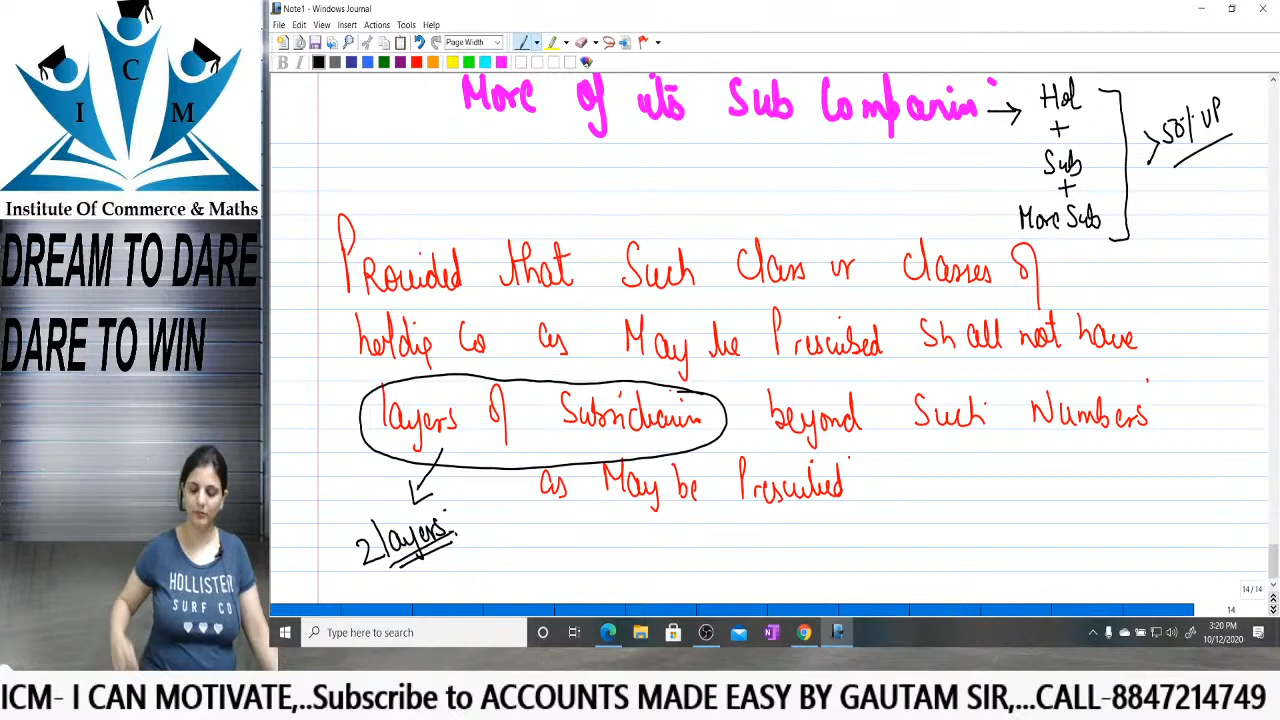 Note1 - Windows Journal
File Edit View Insert Actions Tools Help
Page Width
B I
C
I
M
Institute Of Commerce & Maths
DREAM TO DARE
DARE TO WIN
More of its Sub Companies → Hol
+
Sub
+
More Sub
50% UP
Provided that Such class or classes of
holding Co as May be Prescribed Shall not have
layers of Subsidiaries beyond Such Numbers
as May be Prescribed
2 layers
HOLLISTER
SURF CO
14 / 14
14
Type here to search
3:20 PM
10/12/2020
ICM- I CAN MOTIVATE,..Subscribe to ACCOUNTS MADE EASY BY GAUTAM SIR,...CALL-8847214749